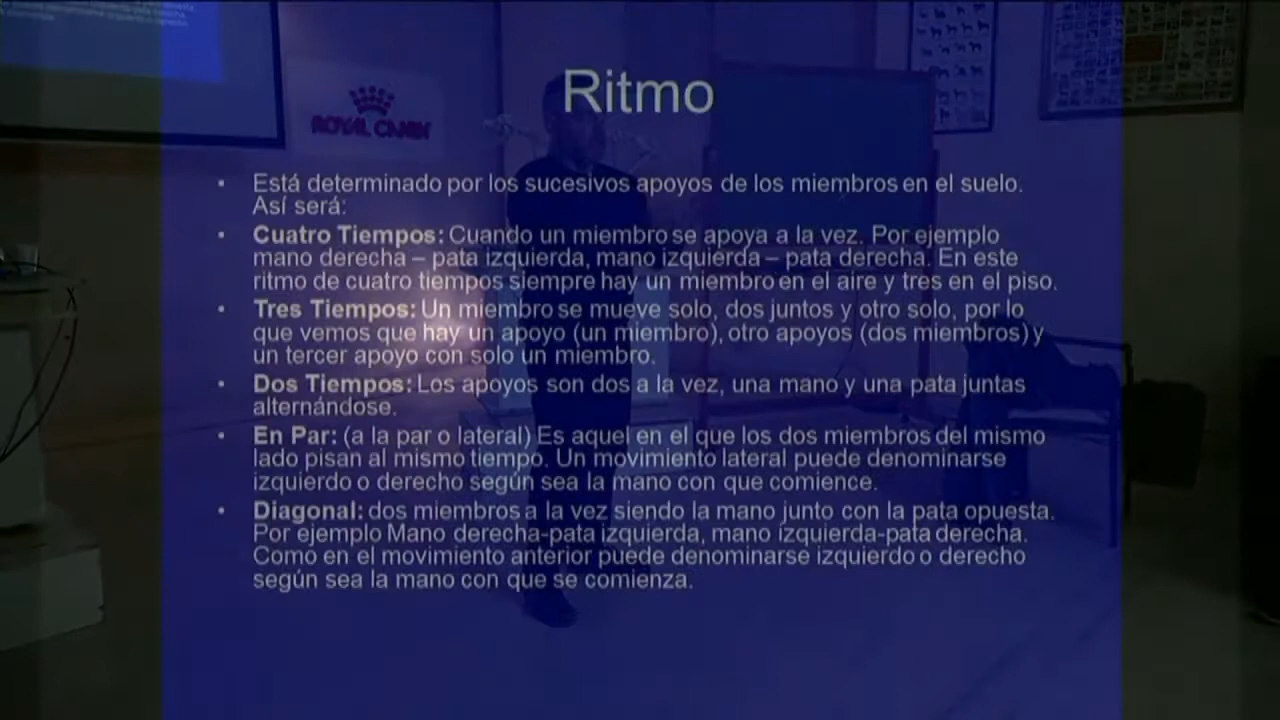 ROYAL CANIN
Ritmo
• Está determinado por los sucesivos apoyos de los miembros en el suelo.
Así será:
• Cuatro Tiempos: Cuando un miembro se apoya a la vez. Por ejemplo
mano derecha – pata izquierda, mano izquierda – pata derecha. En este
ritmo de cuatro tiempos siempre hay un miembro en el aire y tres en el piso.
• Tres Tiempos: Un miembro se mueve solo, dos juntos y otro solo, por lo
que vemos que hay un apoyo (un miembro), otro apoyos (dos miembros) y
un tercer apoyo con solo un miembro.
• Dos Tiempos: Los apoyos son dos a la vez, una mano y una pata juntas
alternándose.
• En Par: (a la par o lateral) Es aquel en el que los dos miembros del mismo
lado pisan al mismo tiempo. Un movimiento lateral puede denominarse
izquierdo o derecho según sea la mano con que comience.
• Diagonal: dos miembros a la vez siendo la mano junto con la pata opuesta.
Por ejemplo Mano derecha-pata izquierda, mano izquierda-pata derecha.
Como en el movimiento anterior puede denominarse izquierdo o derecho
según sea la mano con que se comienza.